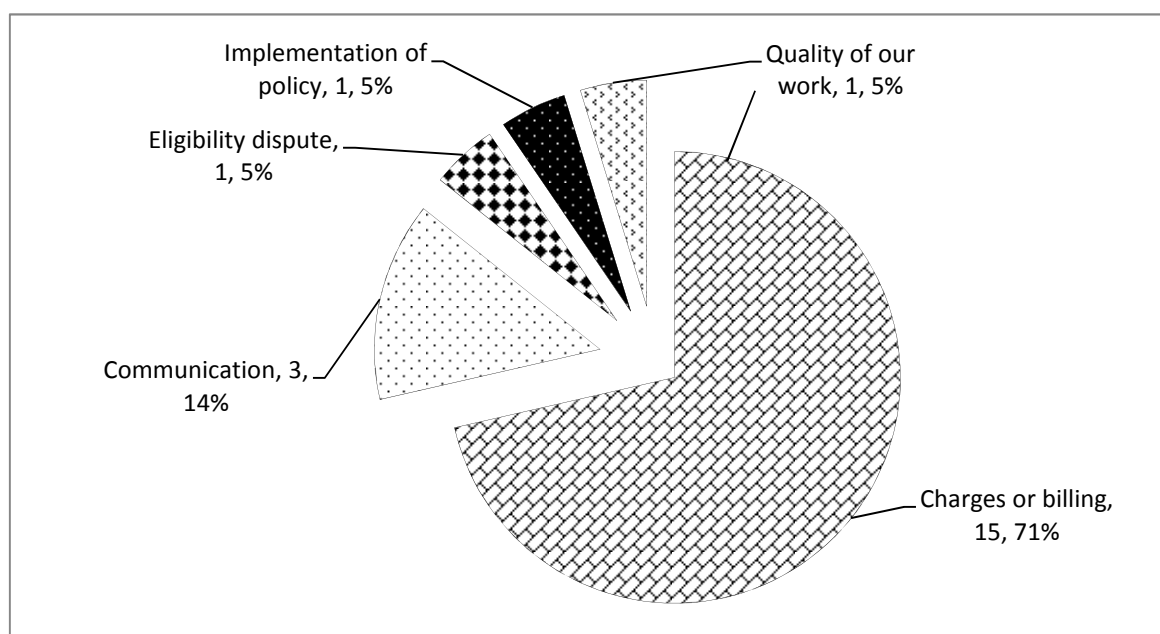 Implementation of
policy, 1, 5%
Quality of our
work, 1, 5%
Eligibility dispute,
1, 5%
Communication, 3,
14%
Charges or billing,
15, 71%